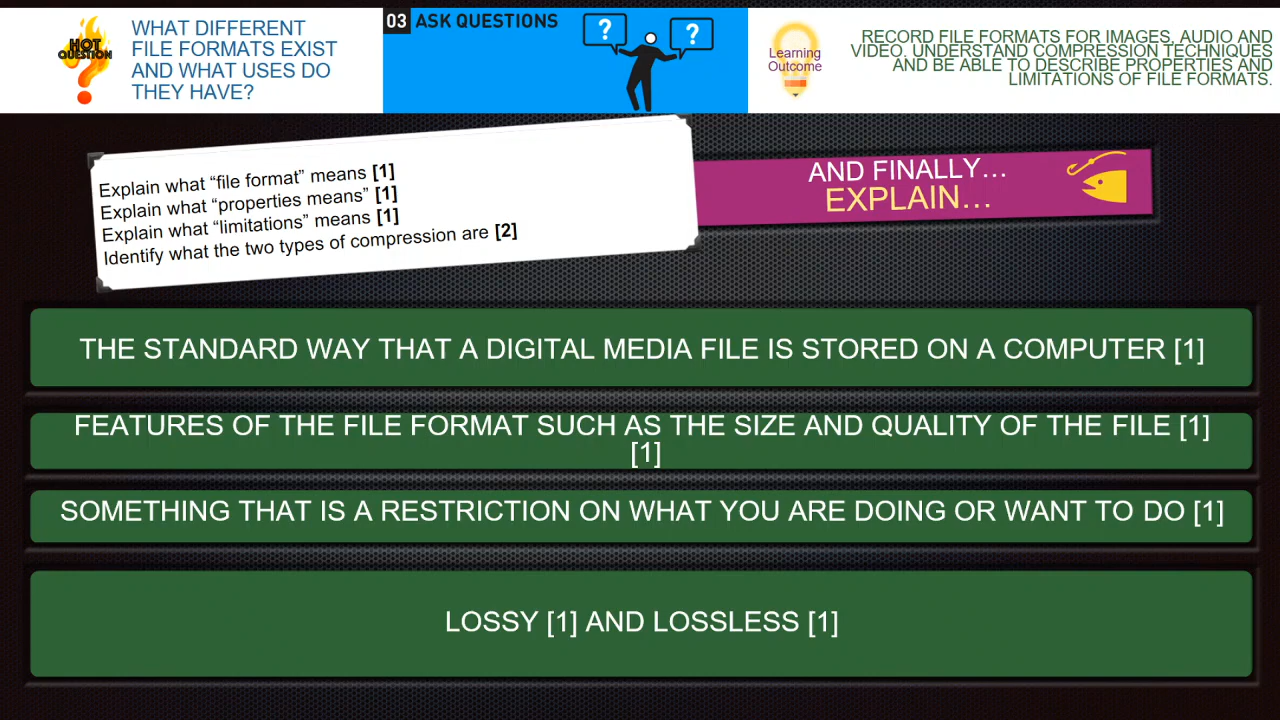 HOT
QUESTION
WHAT DIFFERENT
FILE FORMATS EXIST
AND WHAT USES DO
THEY HAVE?
03 ASK QUESTIONS
? ?
Learning
Outcome
RECORD FILE FORMATS FOR IMAGES, AUDIO AND
VIDEO. UNDERSTAND COMPRESSION TECHNIQUES
AND BE ABLE TO DESCRIBE PROPERTIES AND
LIMITATIONS OF FILE FORMATS.
Explain what “file format” means [1]
Explain what “properties means” [1]
Explain what “limitations” means [1]
Identify what the two types of compression are [2]
AND FINALLY…
EXPLAIN…
THE STANDARD WAY THAT A DIGITAL MEDIA FILE IS STORED ON A COMPUTER [1]
FEATURES OF THE FILE FORMAT SUCH AS THE SIZE AND QUALITY OF THE FILE [1]
[1]
SOMETHING THAT IS A RESTRICTION ON WHAT YOU ARE DOING OR WANT TO DO [1]
LOSSY [1] AND LOSSLESS [1]